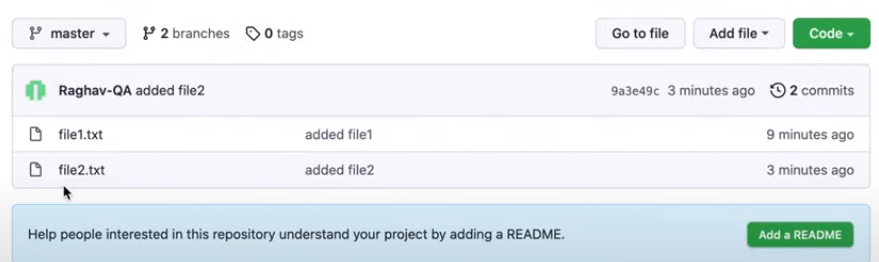 master 2 branches 0 tags Go to file Add file Code
Raghav-QA added file2 9a3e49c 3 minutes ago 2 commits
file1.txt added file1 9 minutes ago
file2.txt added file2 3 minutes ago
Help people interested in this repository understand your project by adding a README. Add a README